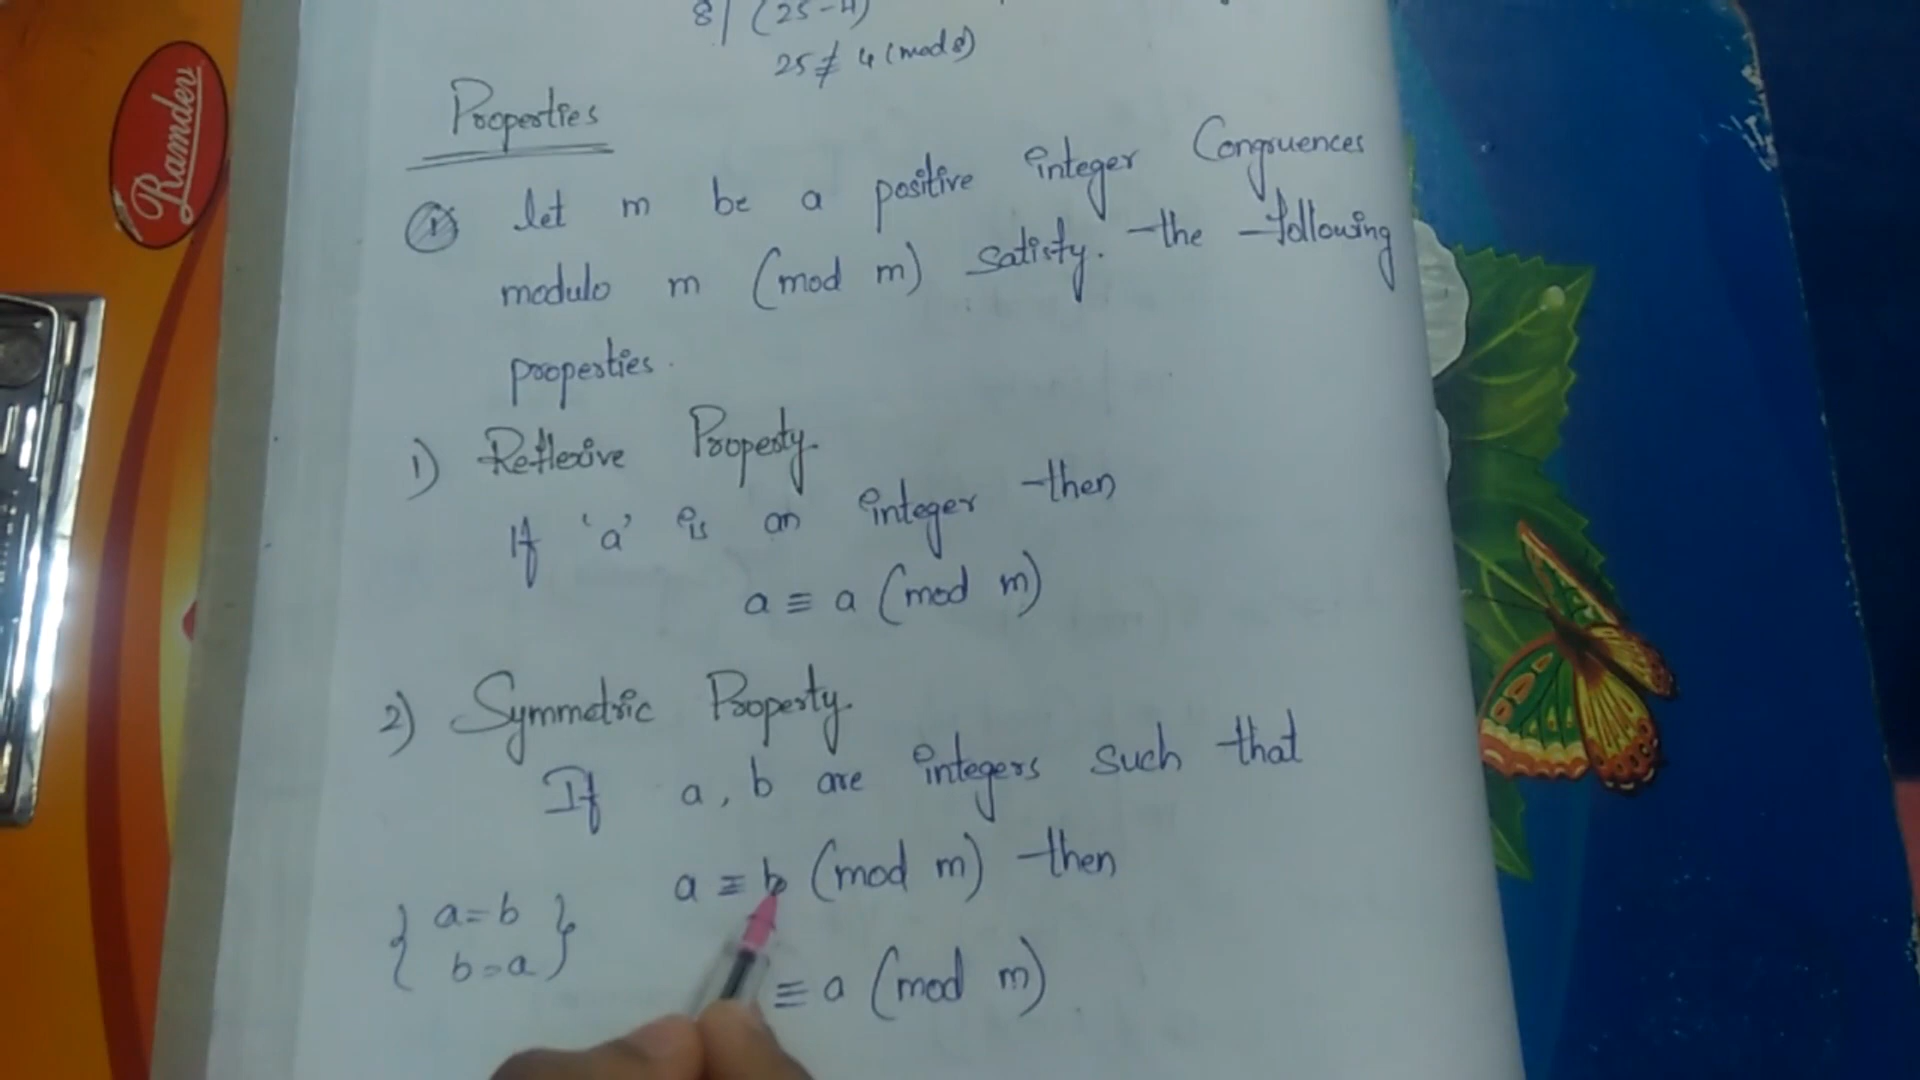 8 | (25-4)
25 ≢ 4 (mod 8)
Properties
Ramdev
① let m be a positive integer Congruences
modulo m (mod m) satisfy. the following
properties.
1) Reflexive Property
If 'a' is an integer then
a ≡ a (mod m)
2) Symmetric Property
If a, b are integers such that
a ≡ b (mod m) then
{ a=b
b=a }
≡ a (mod m)